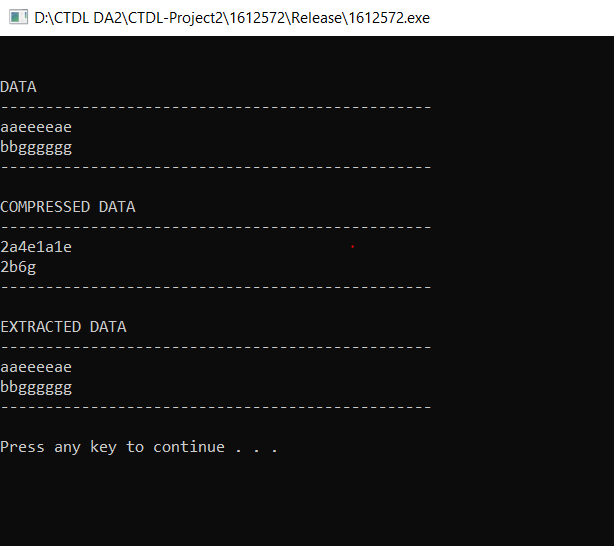 D:\CTDL DA2\CTDL-Project2\1612572\Release\1612572.exe
DATA
------------------------------------------------
aaeeeeae
bbgggggg
------------------------------------------------
COMPRESSED DATA
------------------------------------------------
2a4e1a1e
2b6g
------------------------------------------------
EXTRACTED DATA
------------------------------------------------
aaeeeeae
bbgggggg
------------------------------------------------
Press any key to continue . . .